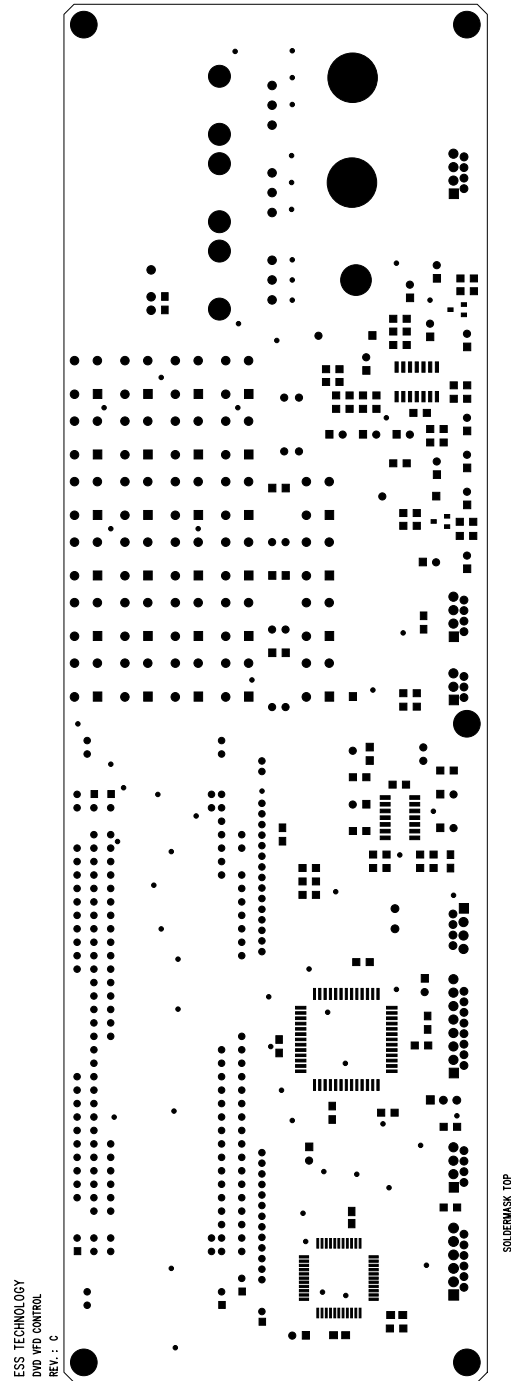 ESS TECHNOLOGY
DVD VFD CONTROL
REV. : C
SOLDERMASK TOP